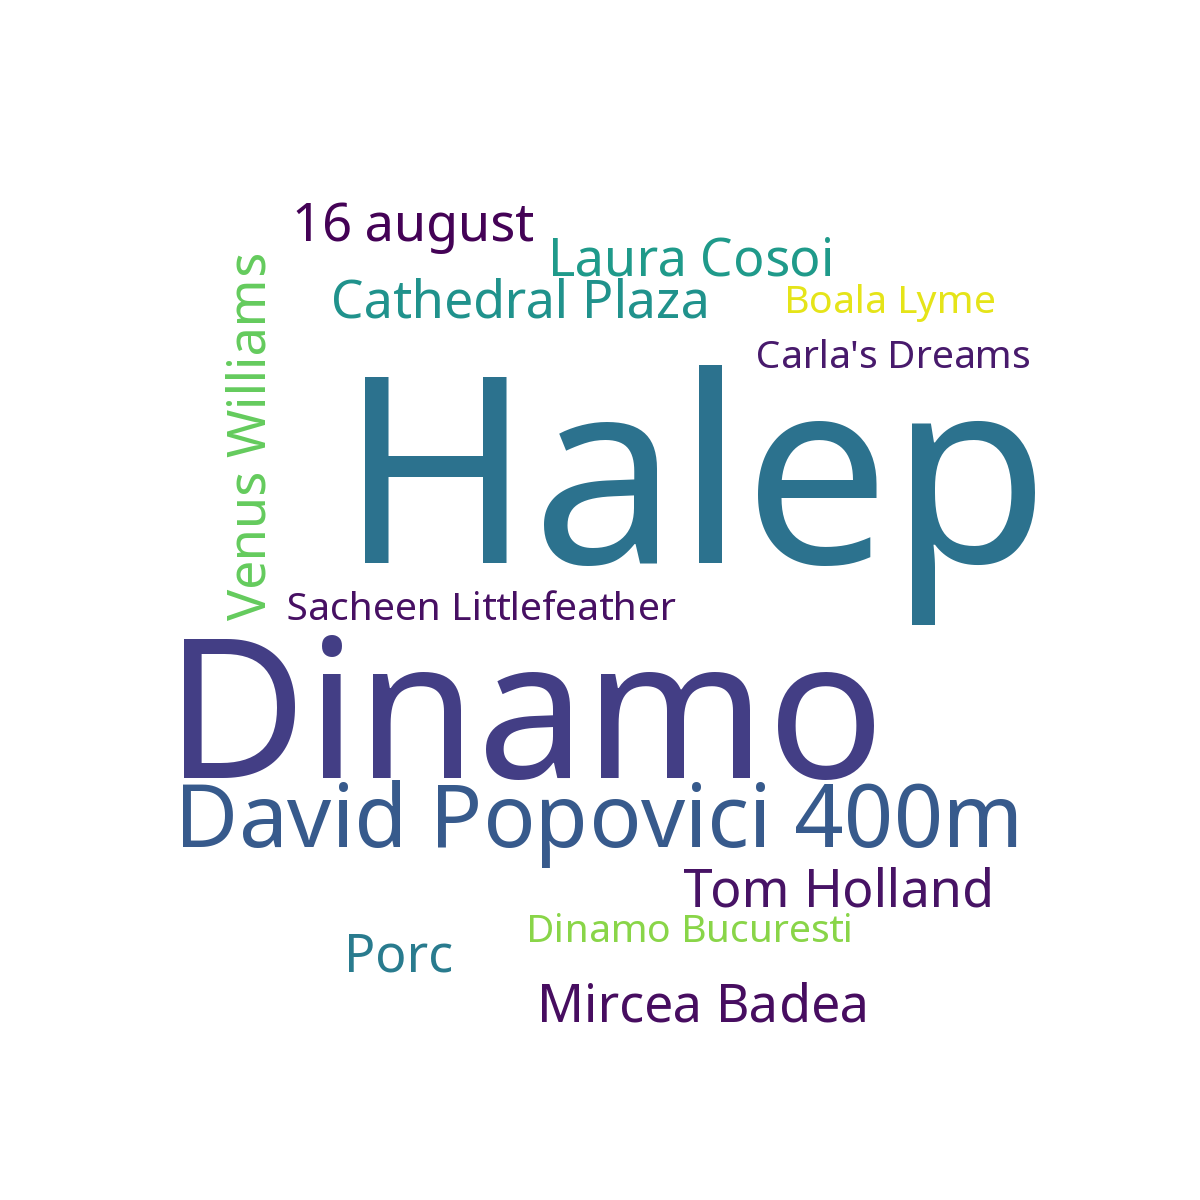 16 august
Laura Cosoi
Cathedral Plaza
Boala Lyme
Carla's Dreams
Venus Williams
Halep
Sacheen Littlefeather
Dinamo
David Popovici 400m
Tom Holland
Dinamo Bucuresti
Porc
Mircea Badea